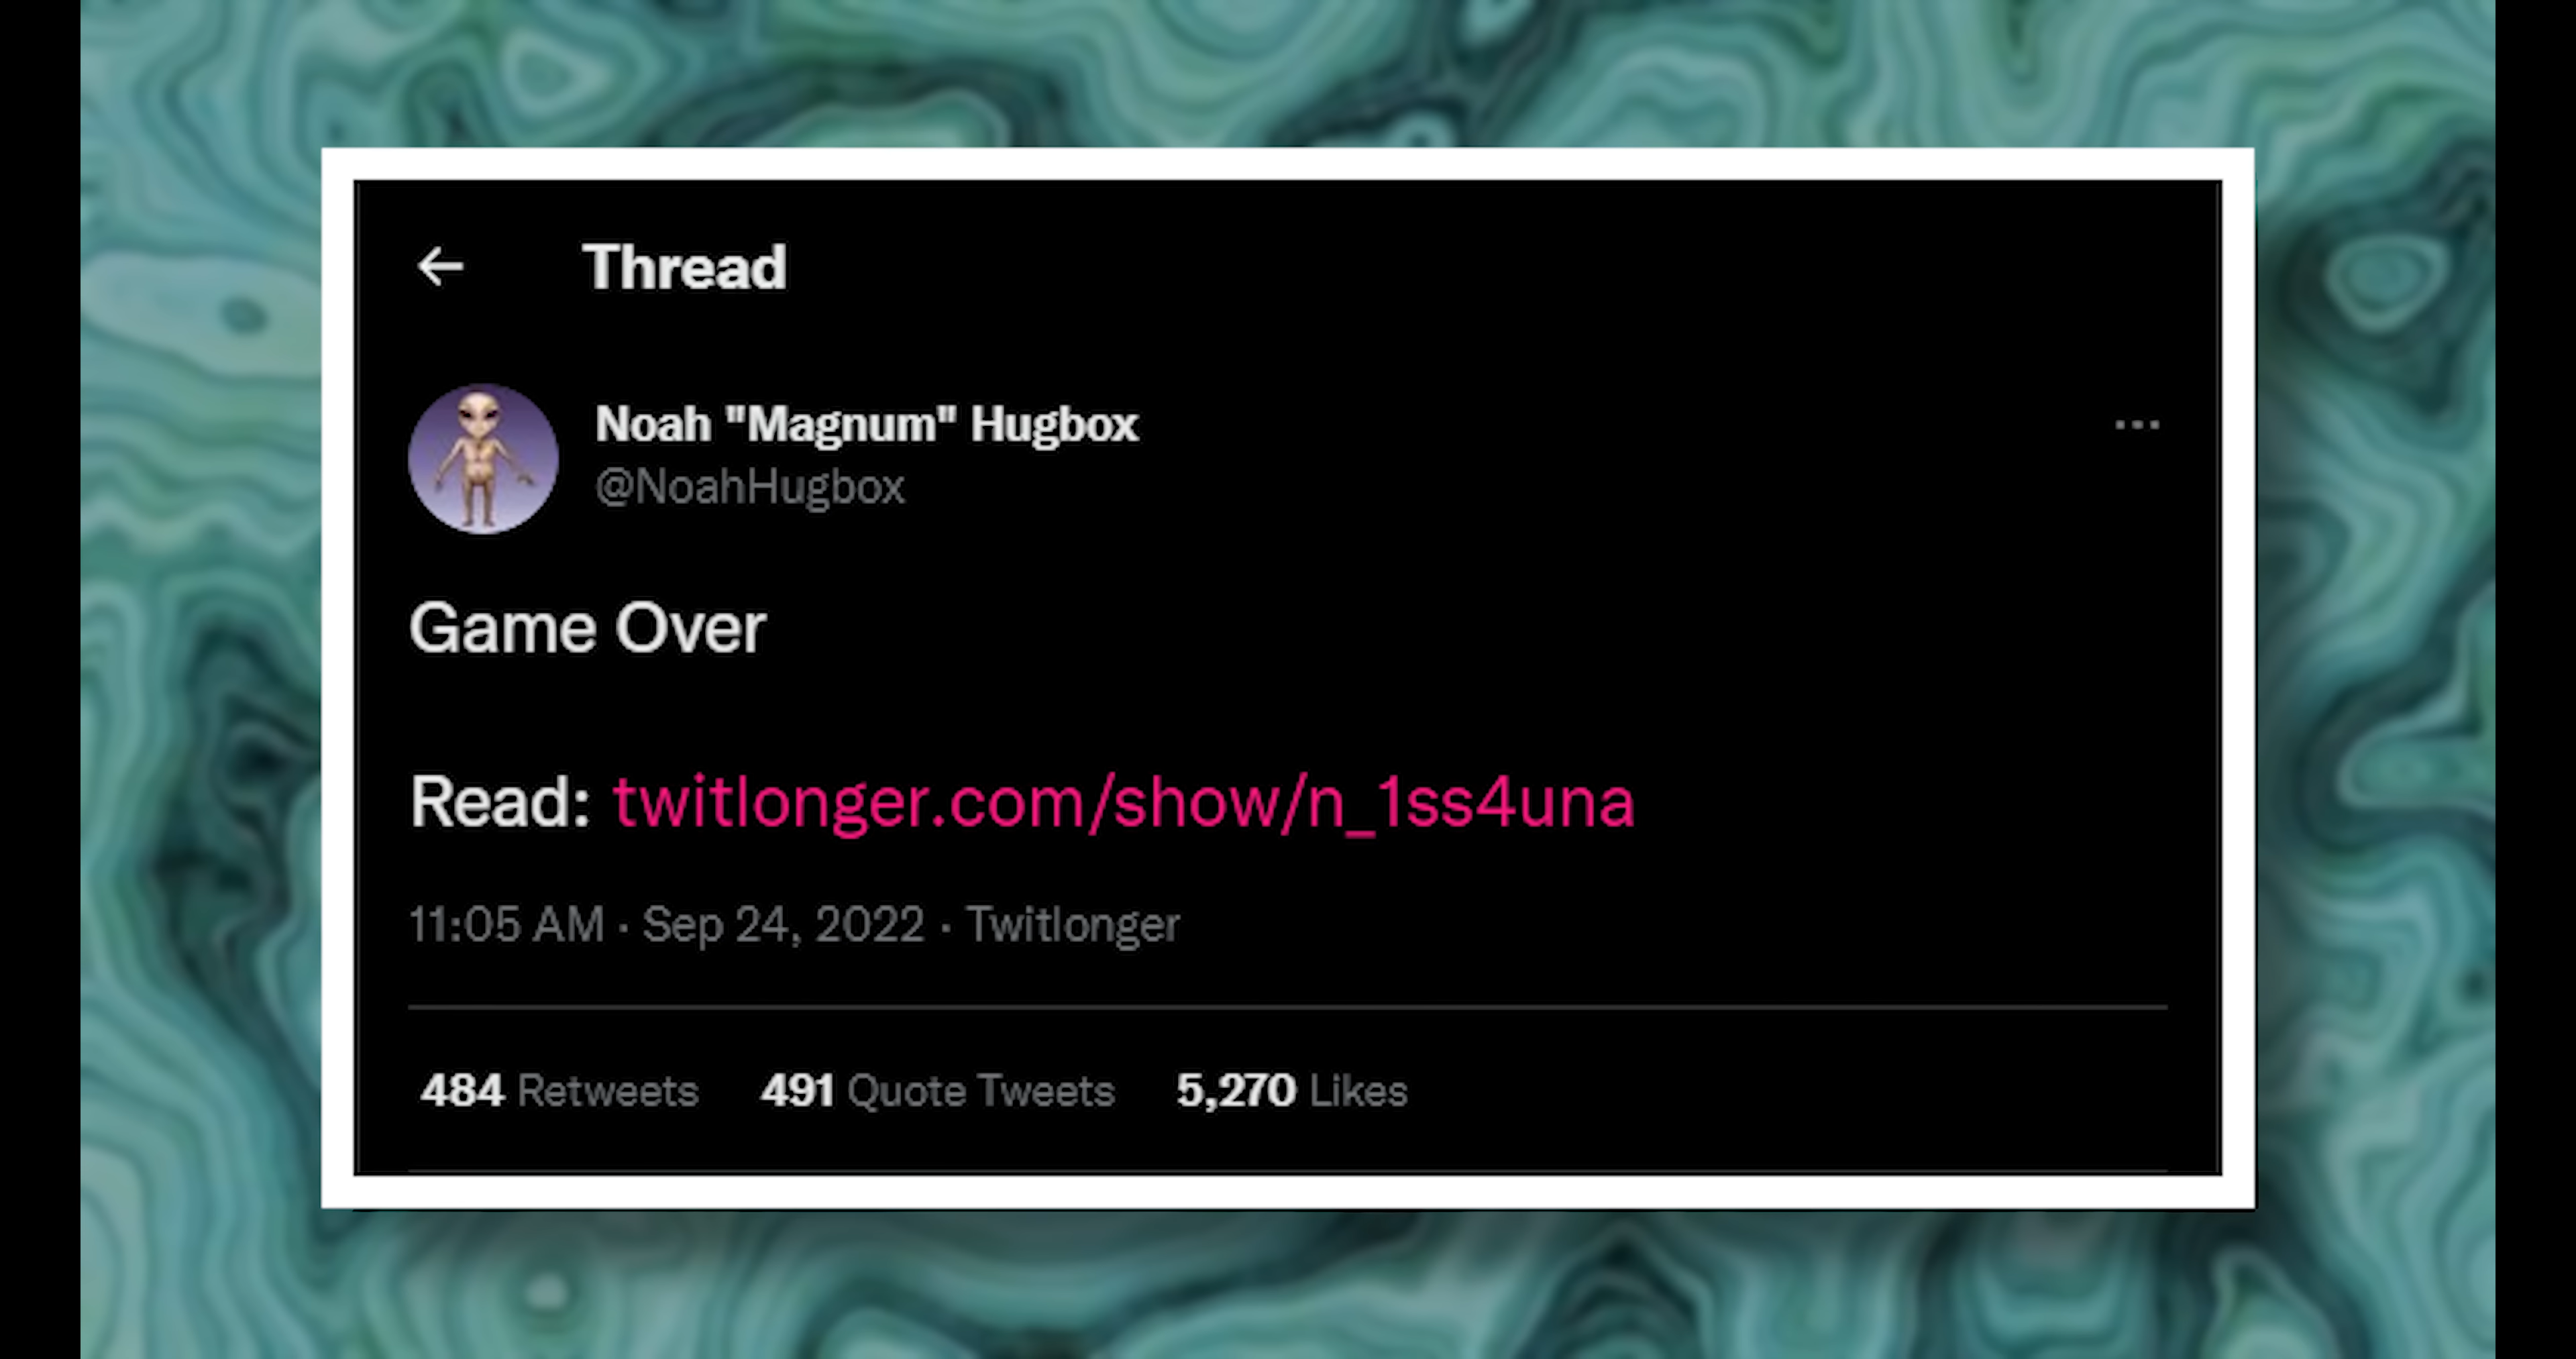 Thread
Noah "Magnum" Hugbox
@NoahHugbox
Game Over
Read: twitlonger.com/show/n_1ss4una
11:05 AM · Sep 24, 2022 · Twitlonger
484 Retweets 491 Quote Tweets 5,270 Likes